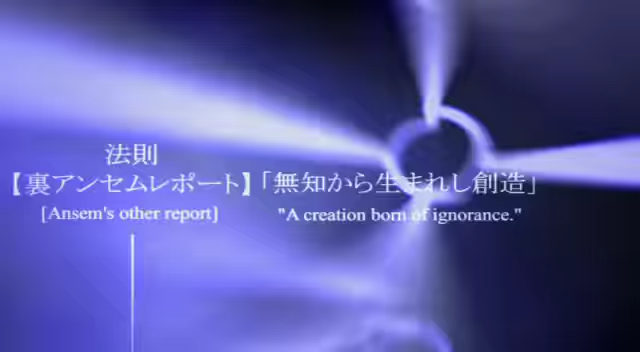 法則
【裏アンセムレポート】「無知から生まれし創造」
[Ansem's other report] "A creation born of ignorance."